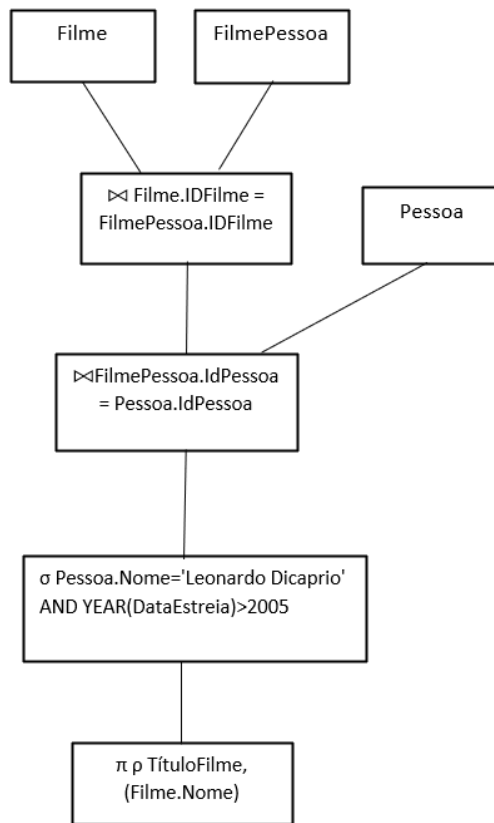 Filme
FilmePessoa
⋈ Filme.IDFilme =
FilmePessoa.IDFilme
Pessoa
⋈FilmePessoa.IdPessoa
= Pessoa.IdPessoa
σ Pessoa.Nome='Leonardo Dicaprio'
AND YEAR(DataEstreia)>2005
π ρ TítuloFilme,
(Filme.Nome)